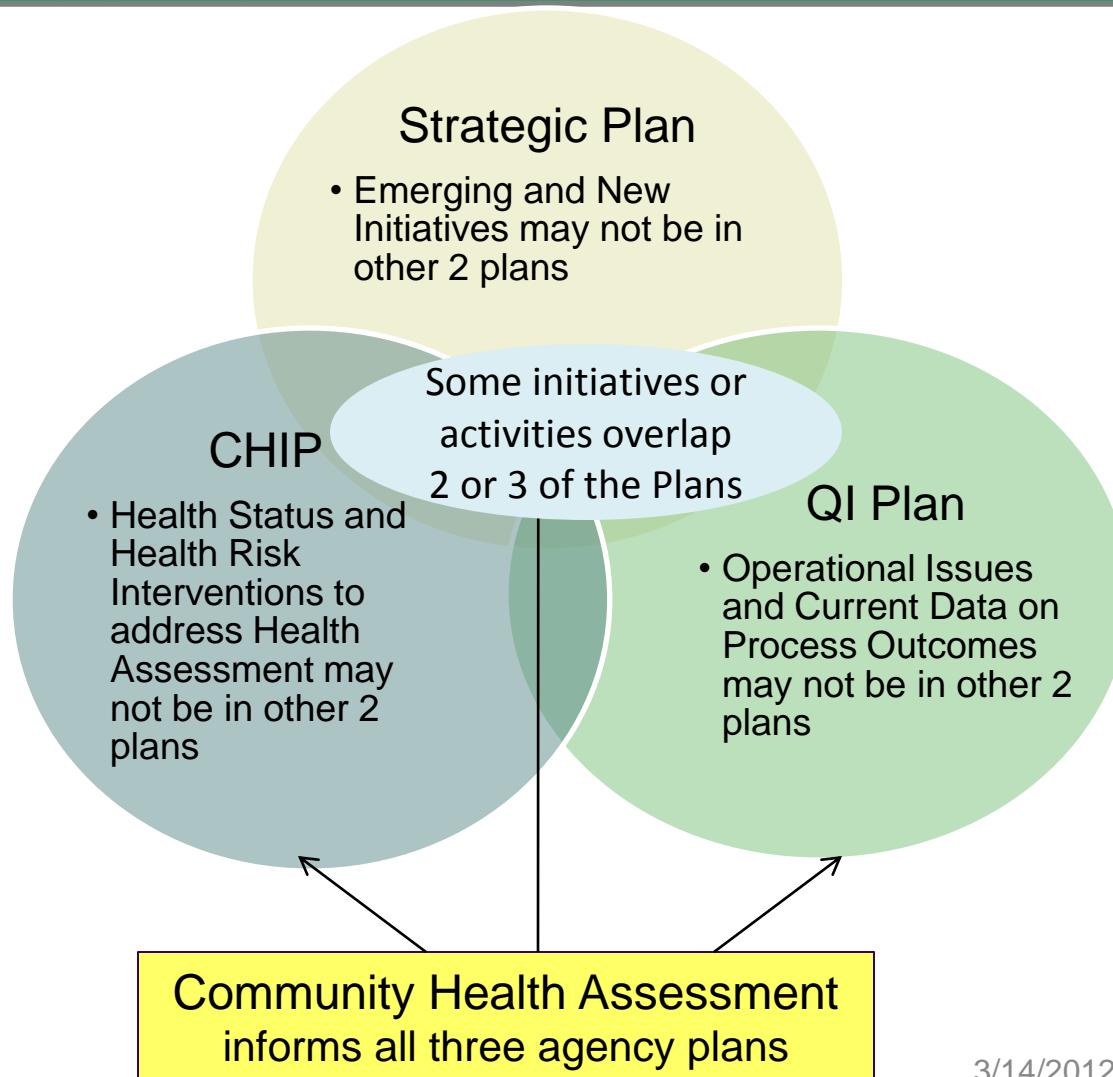 Strategic Plan
• Emerging and New
Initiatives may not be in
other 2 plans
Some initiatives or
activities overlap
2 or 3 of the Plans
CHIP
• Health Status and
Health Risk
Interventions to
address Health
Assessment may
not be in other 2
plans
QI Plan
• Operational Issues
and Current Data on
Process Outcomes
may not be in other 2
plans
Community Health Assessment
informs all three agency plans
3/14/2012